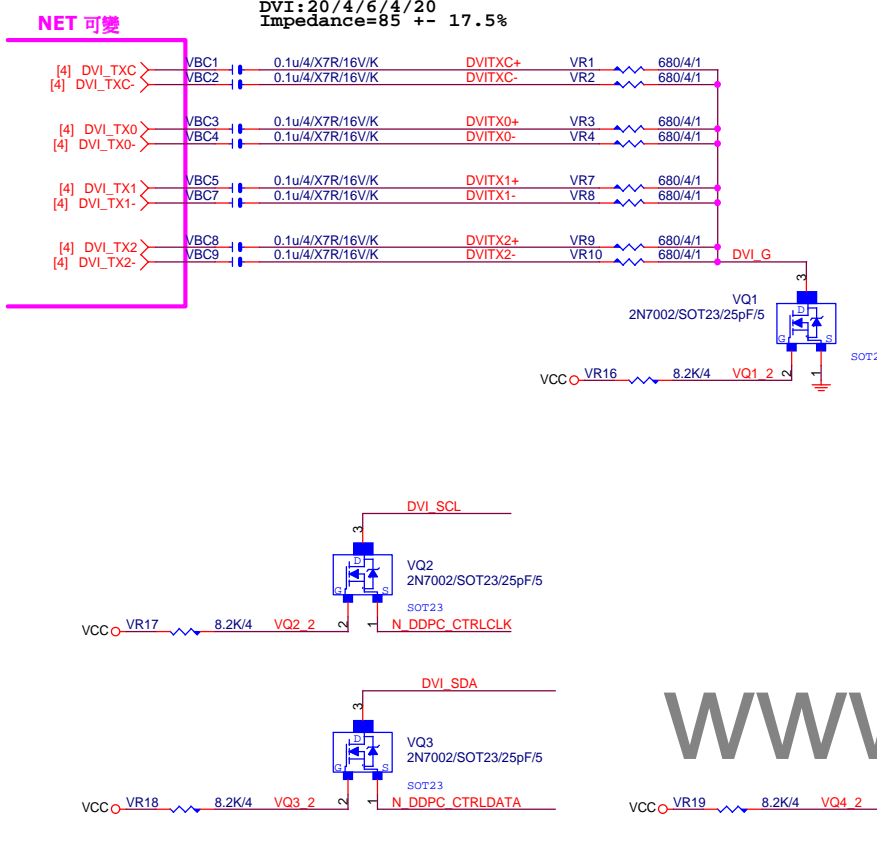 DVI:20/4/6/4/20
Impedance=85 +- 17.5%
NET 可變
[4] DVI_TXC VBC1 0.1u/4/X7R/16V/K DVITXC+ VR1 680/4/1
[4] DVI_TXC- VBC2 0.1u/4/X7R/16V/K DVITXC- VR2 680/4/1
[4] DVI_TX0 VBC3 0.1u/4/X7R/16V/K DVITX0+ VR3 680/4/1
[4] DVI_TX0- VBC4 0.1u/4/X7R/16V/K DVITX0- VR4 680/4/1
[4] DVI_TX1 VBC5 0.1u/4/X7R/16V/K DVITX1+ VR7 680/4/1
[4] DVI_TX1- VBC7 0.1u/4/X7R/16V/K DVITX1- VR8 680/4/1
[4] DVI_TX2 VBC8 0.1u/4/X7R/16V/K DVITX2+ VR9 680/4/1
[4] DVI_TX2- VBC9 0.1u/4/X7R/16V/K DVITX2- VR10 680/4/1 DVI_G
3
VQ1
2N7002/SOT23/25pF/5
D
G S
SOT2
VCC VR16 8.2K/4 VQ1_2 2 1
DVI_SCL
3
D
VQ2
2N7002/SOT23/25pF/5
G S
SOT23
VCC VR17 8.2K/4 VQ2_2 2 1 N_DDPC_CTRLCLK
DVI_SDA
3
D
VQ3
2N7002/SOT23/25pF/5
G S
SOT23
VCC VR18 8.2K/4 VQ3_2 2 1 N_DDPC_CTRLDATA
VCC VR19 8.2K/4 VQ4_2